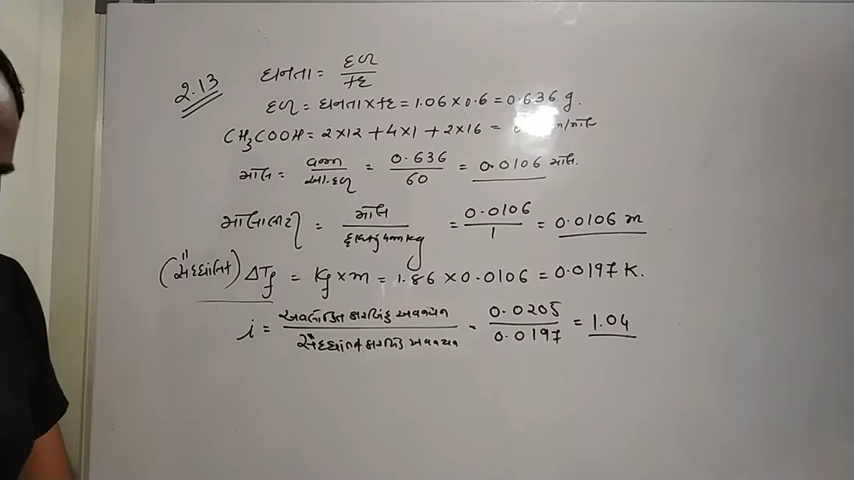 2.13 ઘનતા = દળ / કદ
દળ = ઘનતા × કદ = 1.06 × 0.6 = 0.636 g.
CH3COOH = 2×12 + 4×1 + 2×16 =
મોલ = વજન / આ.દળ = 0.636 / 60 = 0.0106 મોલ.
મોલાલીટી = મોલ / kg = 0.0106 / 1 = 0.0106 m
(સૈદ્ધાંતિક) ΔTf = Kf × m = 1.86 × 0.0106 = 0.0197 K.
i = અવલોકિત ઠારબિંદુ અવનયન / સૈદ્ધાંતિક ઠારબિંદુ અવનયન = 0.0205 / 0.0197 = 1.04